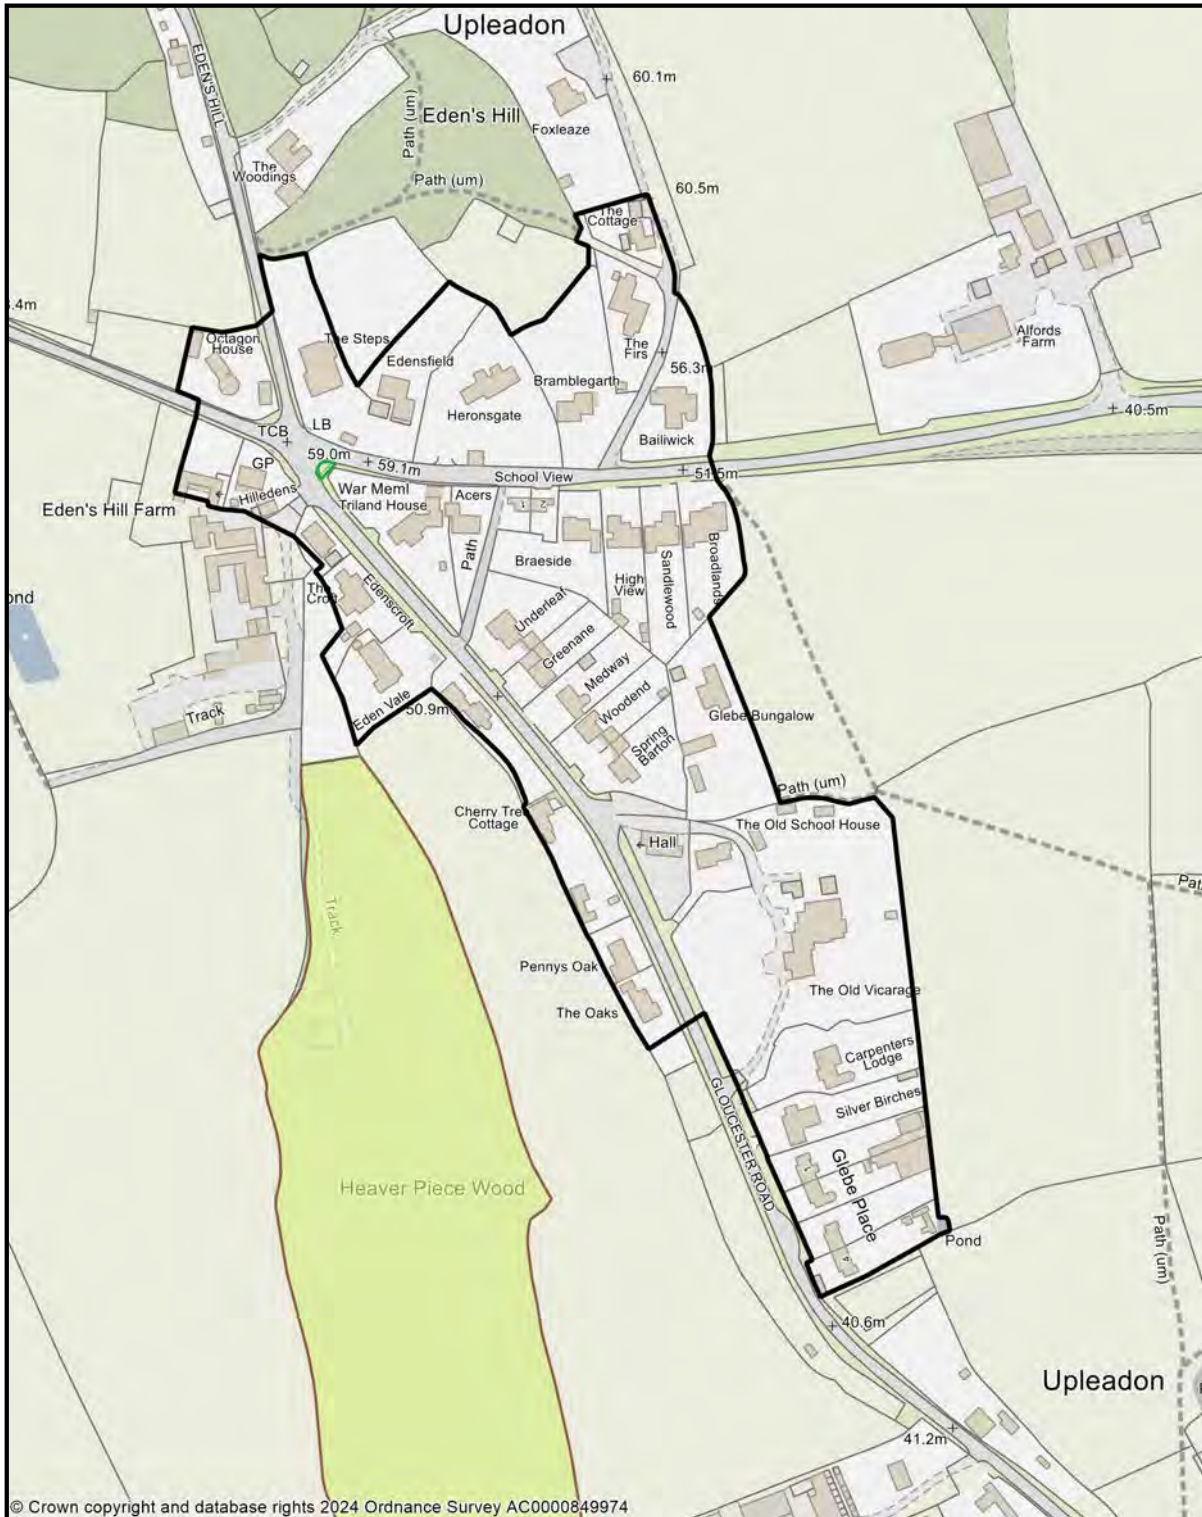 Upleadon
EDEN'S HILL
60.1m
Path (um)
Eden's Hill
Foxleaze
The
Woodings
Path (um)
60.5m
The
Cottage
.4m
Octagon
House
The Steps
Edensfield
The
Firs
Alfords
Farm
56.3m
Bramblegarth
40.5m
Heronsgate
Bailiwick
TCB
LB
59.0m
59.1m
GP
School View
51.5m
Hilledens
War Meml
Triland House
Acers
1
2
Eden's Hill Farm
Path
Braeside
High
View
Sandlewood
Broadlands
The
Croft
Edenscroft
Underleaf
Greenane
Medway
Woodend
Spring
Barton
Glebe Bungalow
Eden Vale
50.9m
Track
Path (um)
Cherry Tree
Cottage
Hall
The Old School House
Track
Pennys Oak
The Oaks
The Old Vicarage
Carpenters
Lodge
Silver Birches
GLOUCESTER ROAD
1
Glebe Place
4
Heaver Piece Wood
Pond
Path (um)
40.6m
Upleadon
41.2m
© Crown copyright and database rights 2024 Ordnance Survey AC0000849974